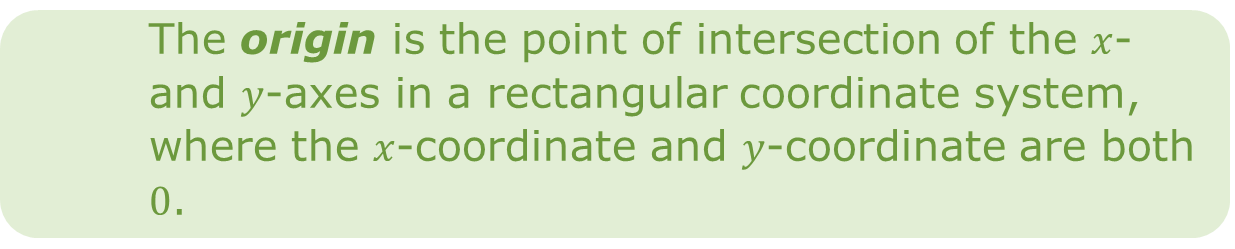 The origin is the point of intersection of the x-
and y-axes in a rectangular coordinate system,
where the x-coordinate and y-coordinate are both
0.